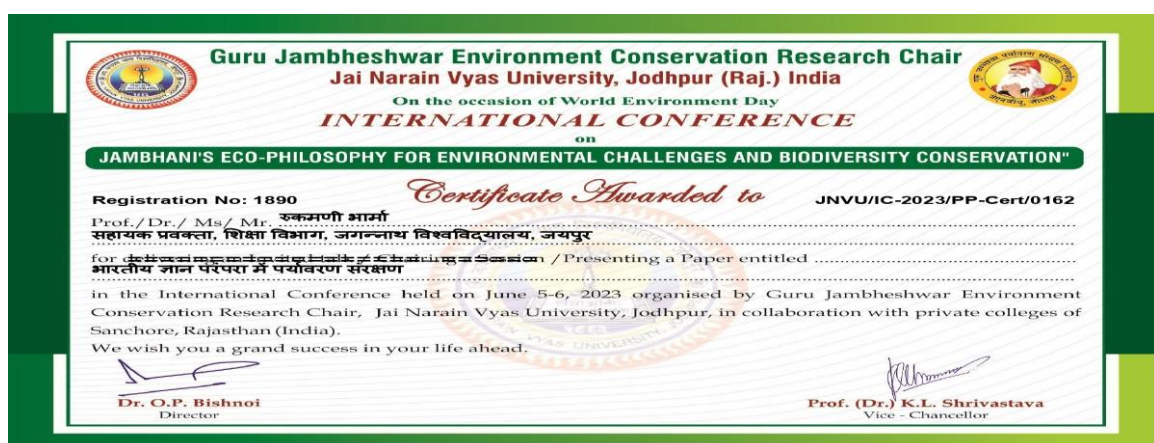 Guru Jambheshwar Environment Conservation Research Chair
Jai Narain Vyas University, Jodhpur (Raj.) India
On the occasion of World Environment Day
INTERNATIONAL CONFERENCE
on
JAMBHANI'S ECO-PHILOSOPHY FOR ENVIRONMENTAL CHALLENGES AND BIODIVERSITY CONSERVATION"
Certificate Awarded to
Registration No: 1890 JNVU/IC-2023/PP-Cert/0162
Prof./Dr./ Ms/ Mr. रुकमणी भार्मा
सहायक प्रवक्ता, शिक्षा विभाग, जगन्नाथ विश्वविद्यालय, जयपुर
for / Chairing a Session / Presenting a Paper entitled
भारतीय ज्ञान परंपरा में पर्यावरण संरक्षण
in the International Conference held on June 5-6, 2023 organised by Guru Jambheshwar Environment
Conservation Research Chair, Jai Narain Vyas University, Jodhpur, in collaboration with private colleges of
Sanchore, Rajasthan (India).
We wish you a grand success in your life ahead.
Dr. O.P. Bishnoi Prof. (Dr.) K.L. Shrivastava
Director Vice - Chancellor